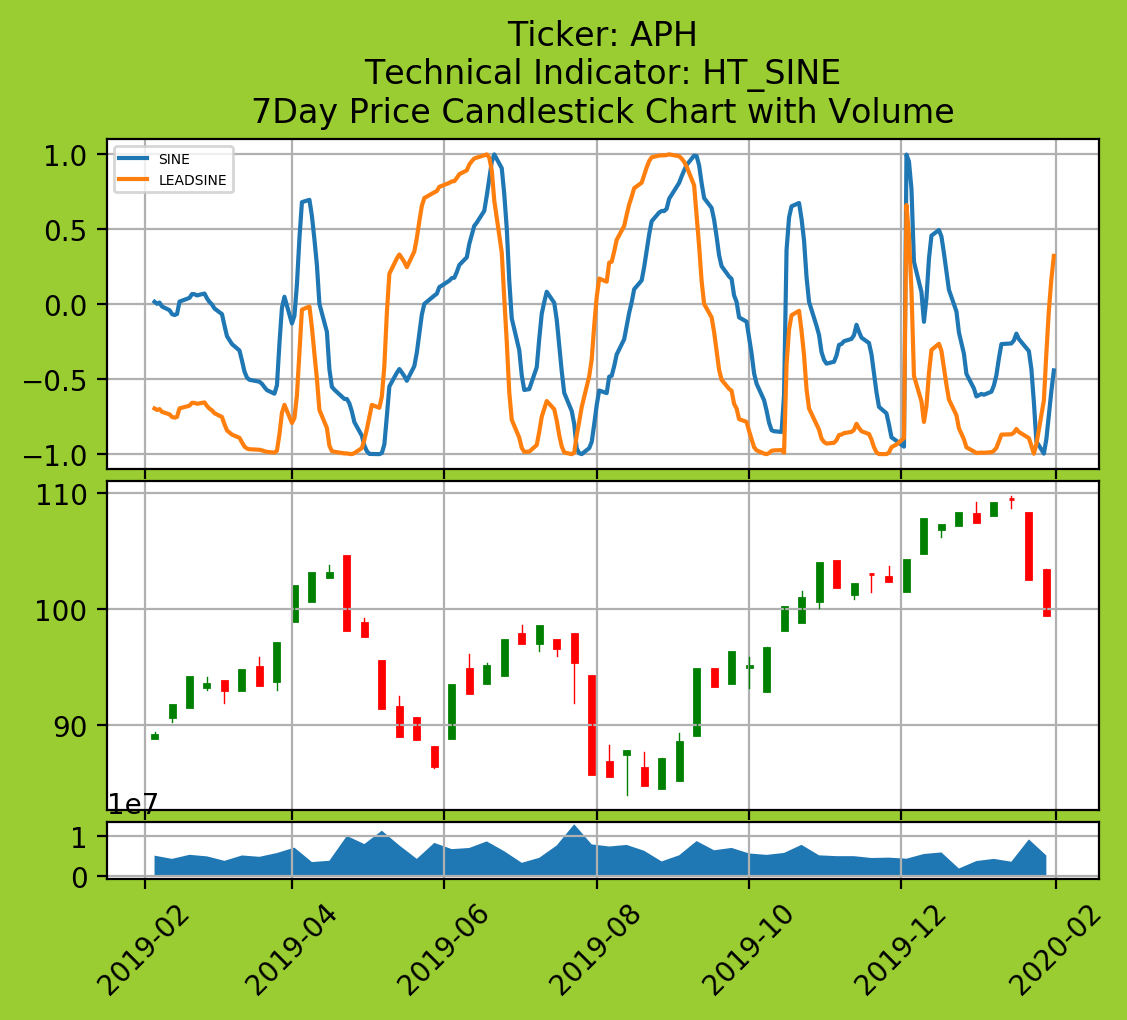 Ticker: APH
Technical Indicator: HT_SINE
7Day Price Candlestick Chart with Volume
SINE
LEADSINE
1.0
0.5
0.0
−0.5
−1.0
110
100
90
1e7
1
0
2019-02
2019-04
2019-06
2019-08
2019-10
2019-12
2020-02